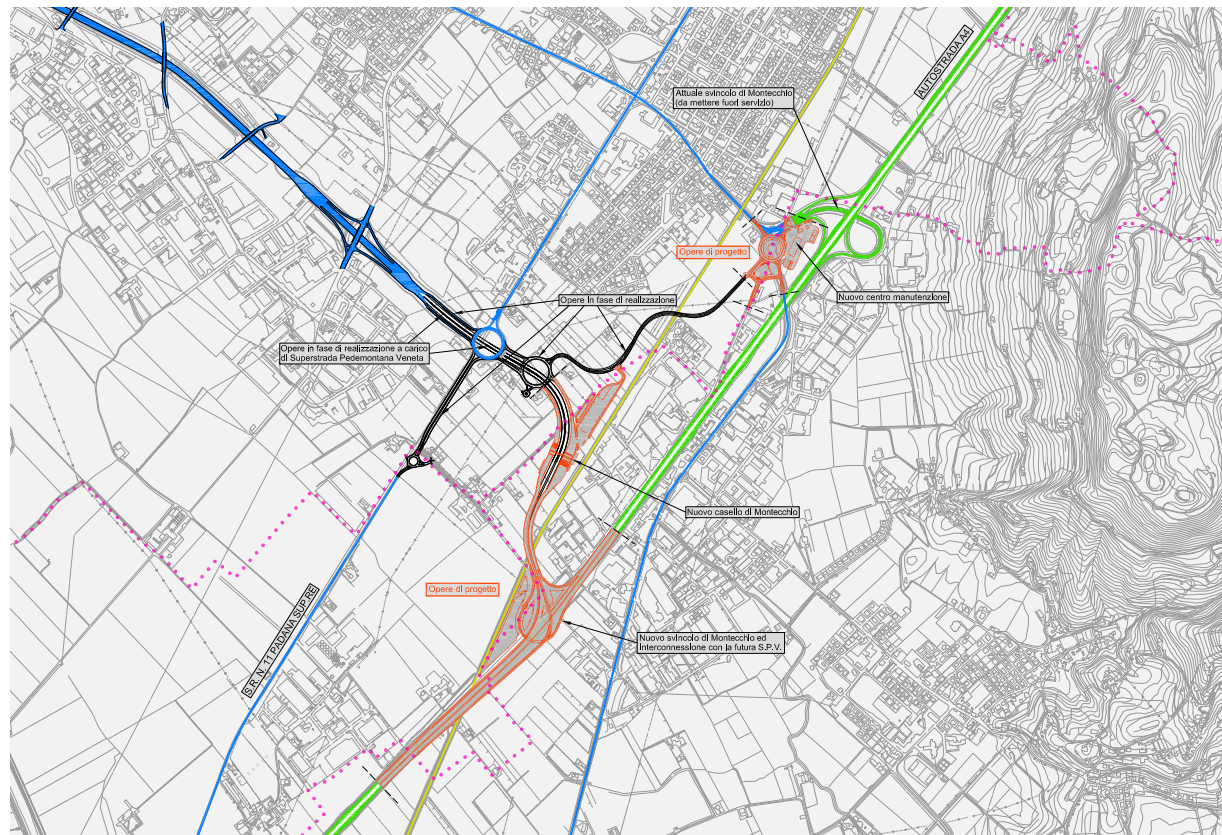 AUTOSTRADA A4
Attuale svincolo di Montecchio
(da mettere fuori servizio)
Opere di progetto
Nuovo centro manutenzione
Opere in fase di realizzazione
Opere in fase di realizzazione a carico
di Superstrada Pedemontana Veneta
Nuovo casello di Montecchio
Opere di progetto
S.R. N. 11 PADANA SUP.RE
Nuovo svincolo di Montecchio ed
Interconnessione con la futura S.P.V.